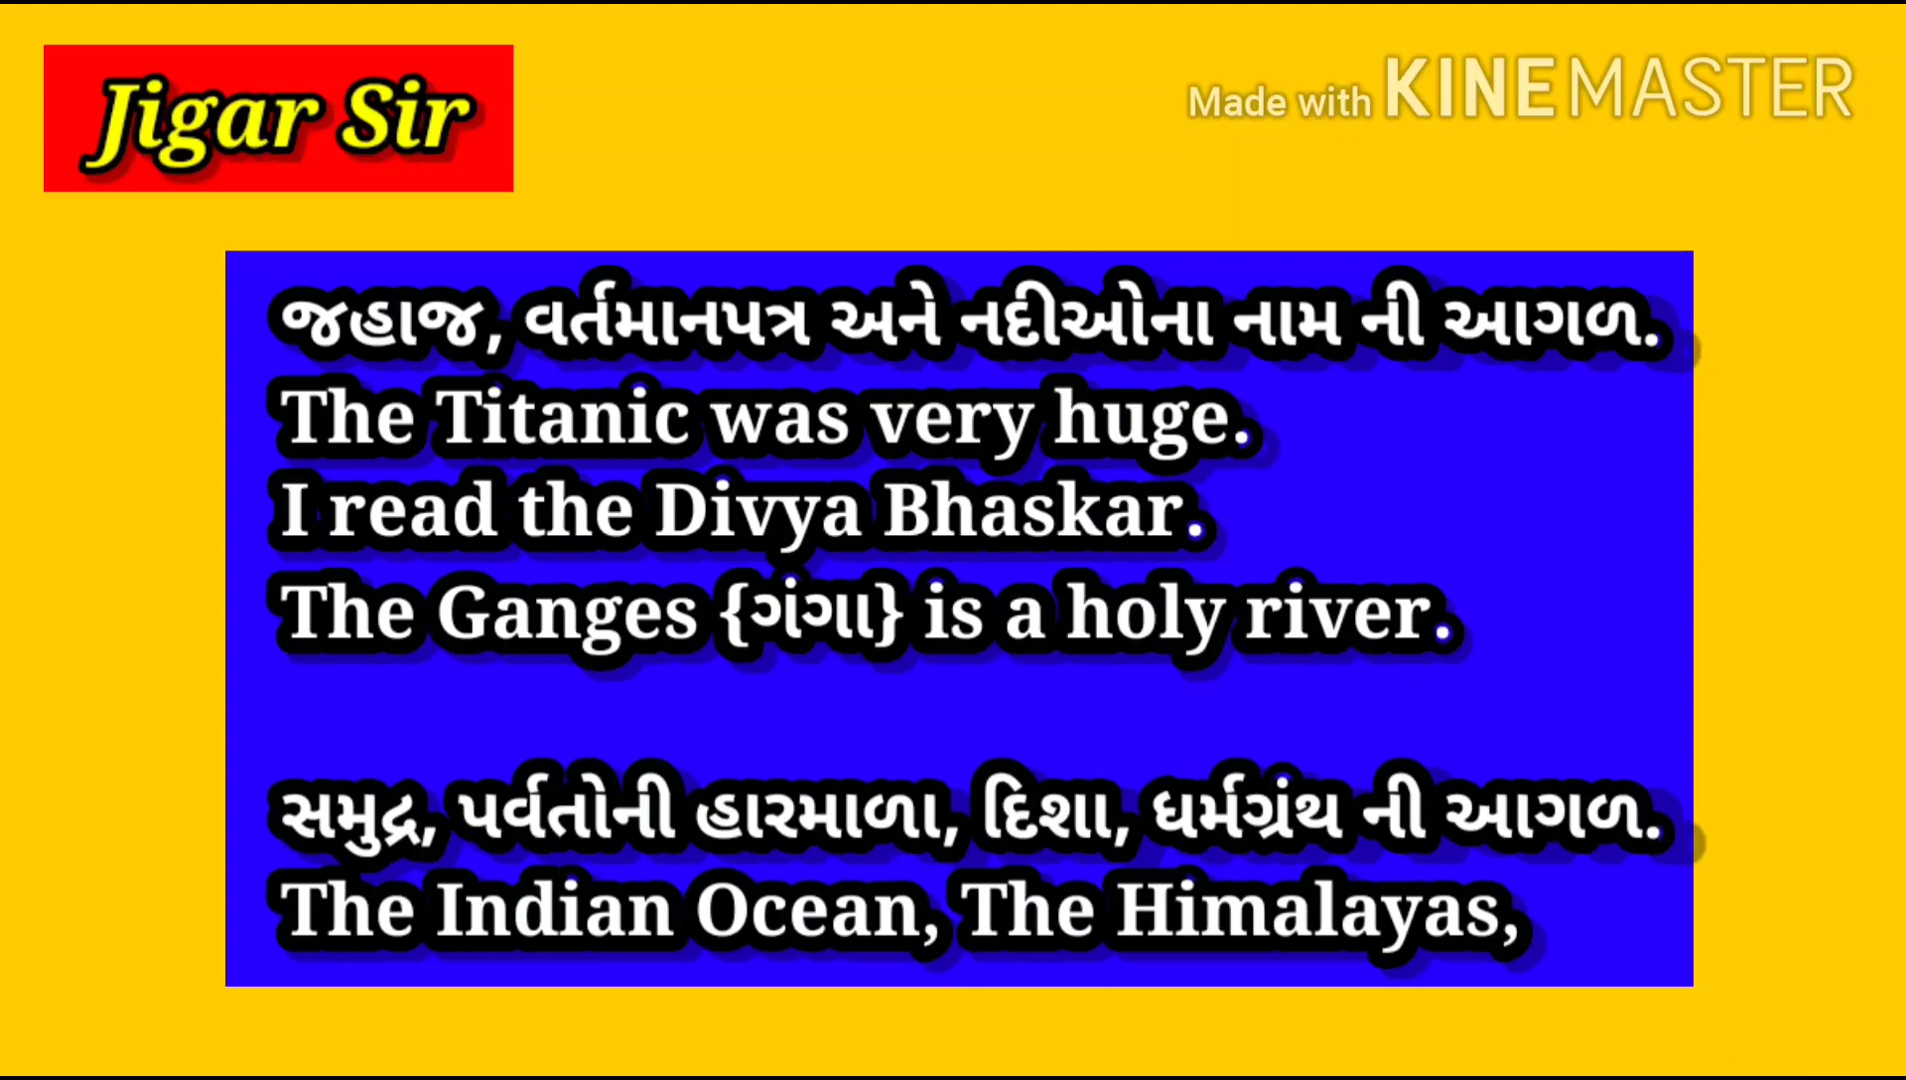 Jigar Sir
Made with KINEMASTER
જહાજ, વર્તમાનપત્ર અને નદીઓના નામ ની આગળ.
The Titanic was very huge.
I read the Divya Bhaskar.
The Ganges {ગંગા} is a holy river.
સમુદ્ર, પર્વતોની હારમાળા, દિશા, ધર્મગ્રંથ ની આગળ.
The Indian Ocean, The Himalayas,